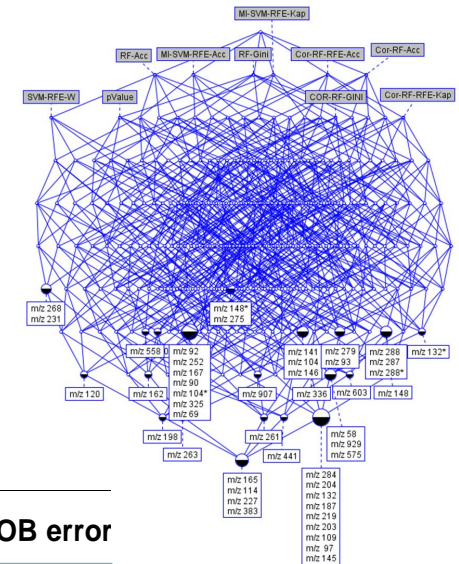 MI-SVM-RFE-Kap
RF-Acc
MI-SVM-RFE-Acc
RF-Gini
Cor-RF-RFE-Acc
Cor-RF-Acc
SVM-RFE-W
pValue
COR-RF-GINI
Cor-RF-RFE-Kap
m/z 268
m/z 231
m/z 148*
m/z 275
m/z 558
m/z 92
m/z 252
m/z 167
m/z 90
m/z 104*
m/z 325
m/z 69
m/z 141
m/z 104
m/z 146
m/z 279
m/z 93
m/z 288
m/z 287
m/z 288*
m/z 132*
m/z 120
m/z 162
m/z 907
m/z 336
m/z 603
m/z 148
m/z 198
m/z 263
m/z 261
m/z 441
m/z 58
m/z 929
m/z 575
m/z 165
m/z 114
m/z 227
m/z 383
m/z 284
m/z 204
m/z 132
m/z 187
m/z 219
m/z 203
m/z 109
m/z 97
m/z 145
OB error